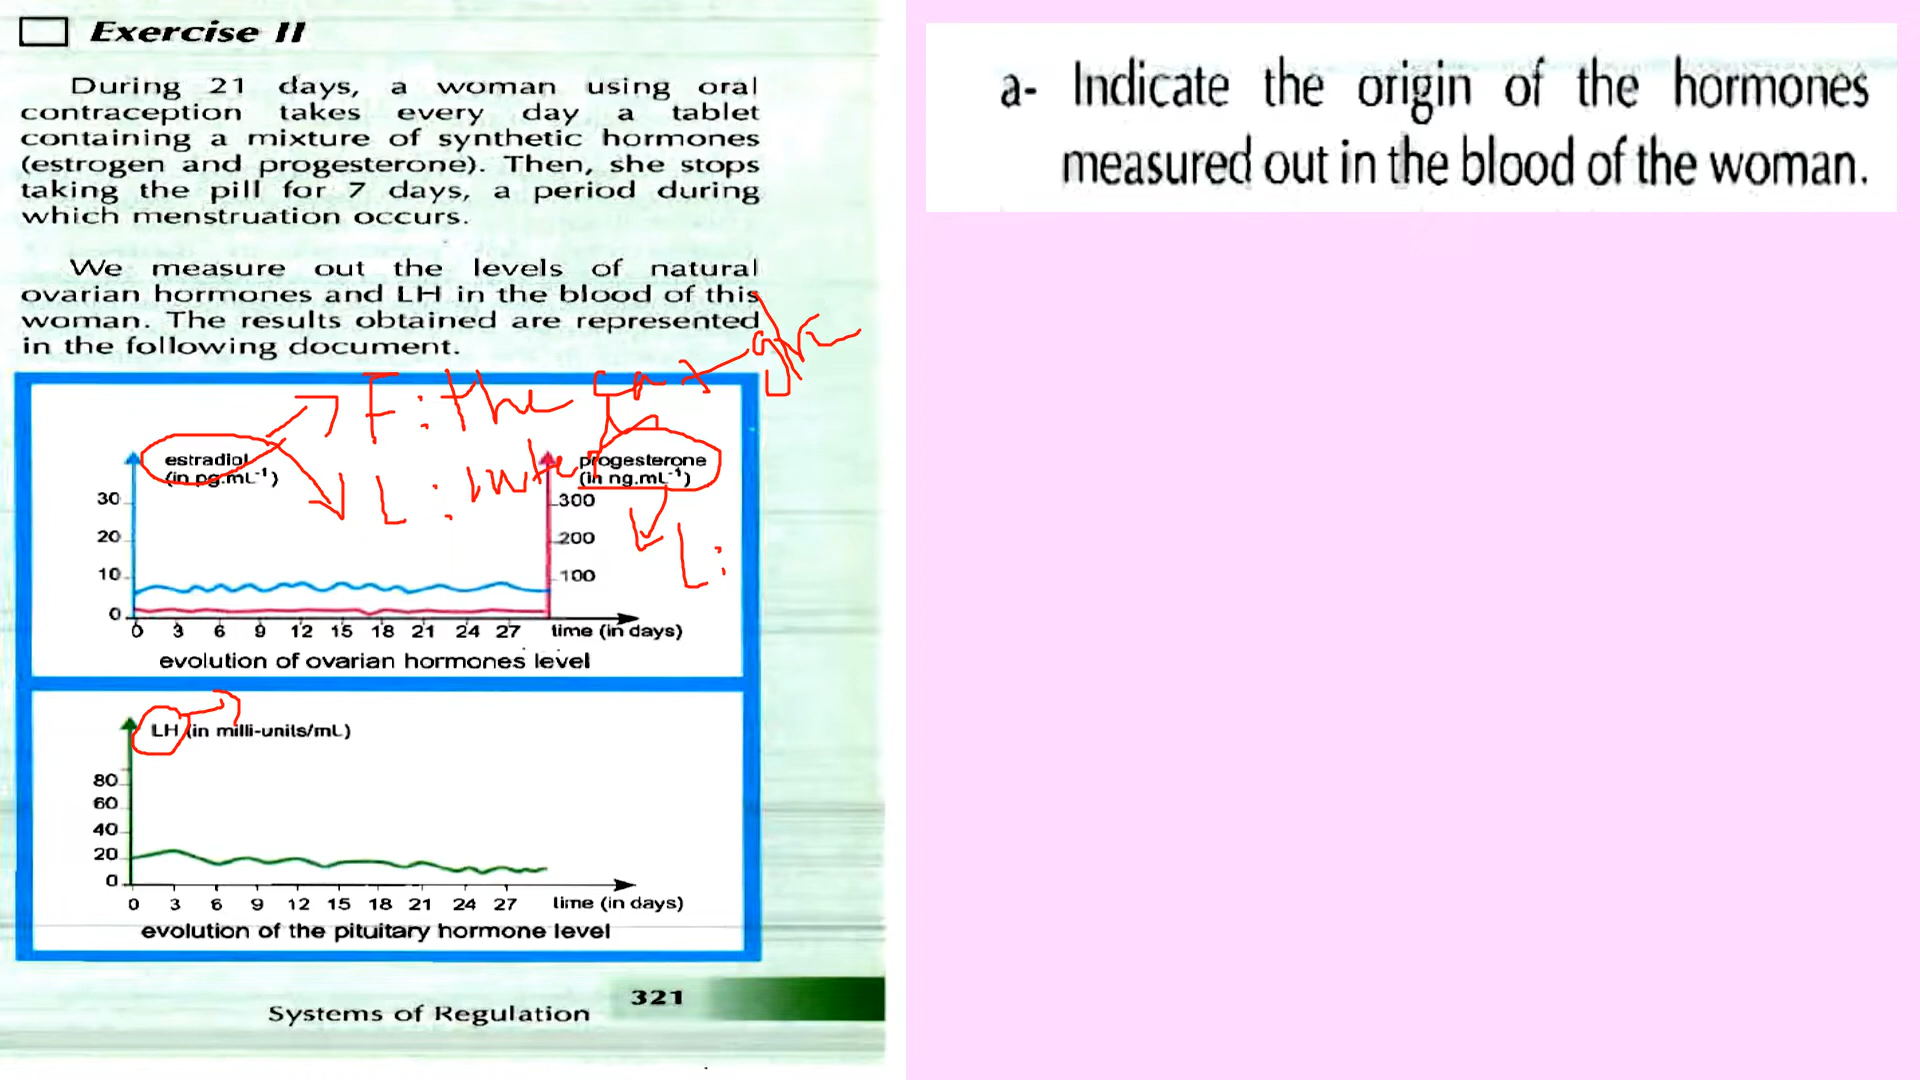 Exercise II
During 21 days, a woman using oral
contraception takes every day a tablet
containing a mixture of synthetic hormones
(estrogen and progesterone). Then, she stops
taking the pill for 7 days, a period during
which menstruation occurs.
We measure out the levels of natural
ovarian hormones and LH in the blood of this
woman. The results obtained are represented
in the following document.
F: the
L: inter
L:
estradiol
(in pg.mL⁻¹)
progesterone
(in ng.mL⁻¹)
30
20
10
0
300
200
100
0 3 6 9 12 15 18 21 24 27 time (in days)
evolution of ovarian hormones level
LH (in milli-units/mL)
80
60
40
20
0
0 3 6 9 12 15 18 21 24 27 time (in days)
evolution of the pituitary hormone level
321
Systems of Regulation
a- Indicate the origin of the hormones
measured out in the blood of the woman.